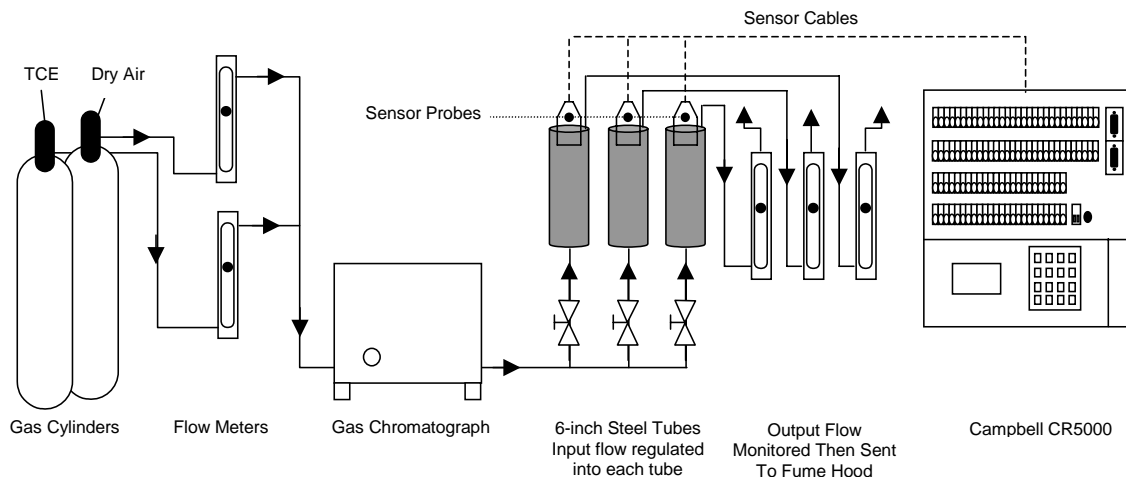 Sensor Cables
TCE
Dry Air
Sensor Probes
Gas Cylinders
Flow Meters
Gas Chromatograph
6-inch Steel Tubes
Input flow regulated
into each tube
Output Flow
Monitored Then Sent
To Fume Hood
Campbell CR5000